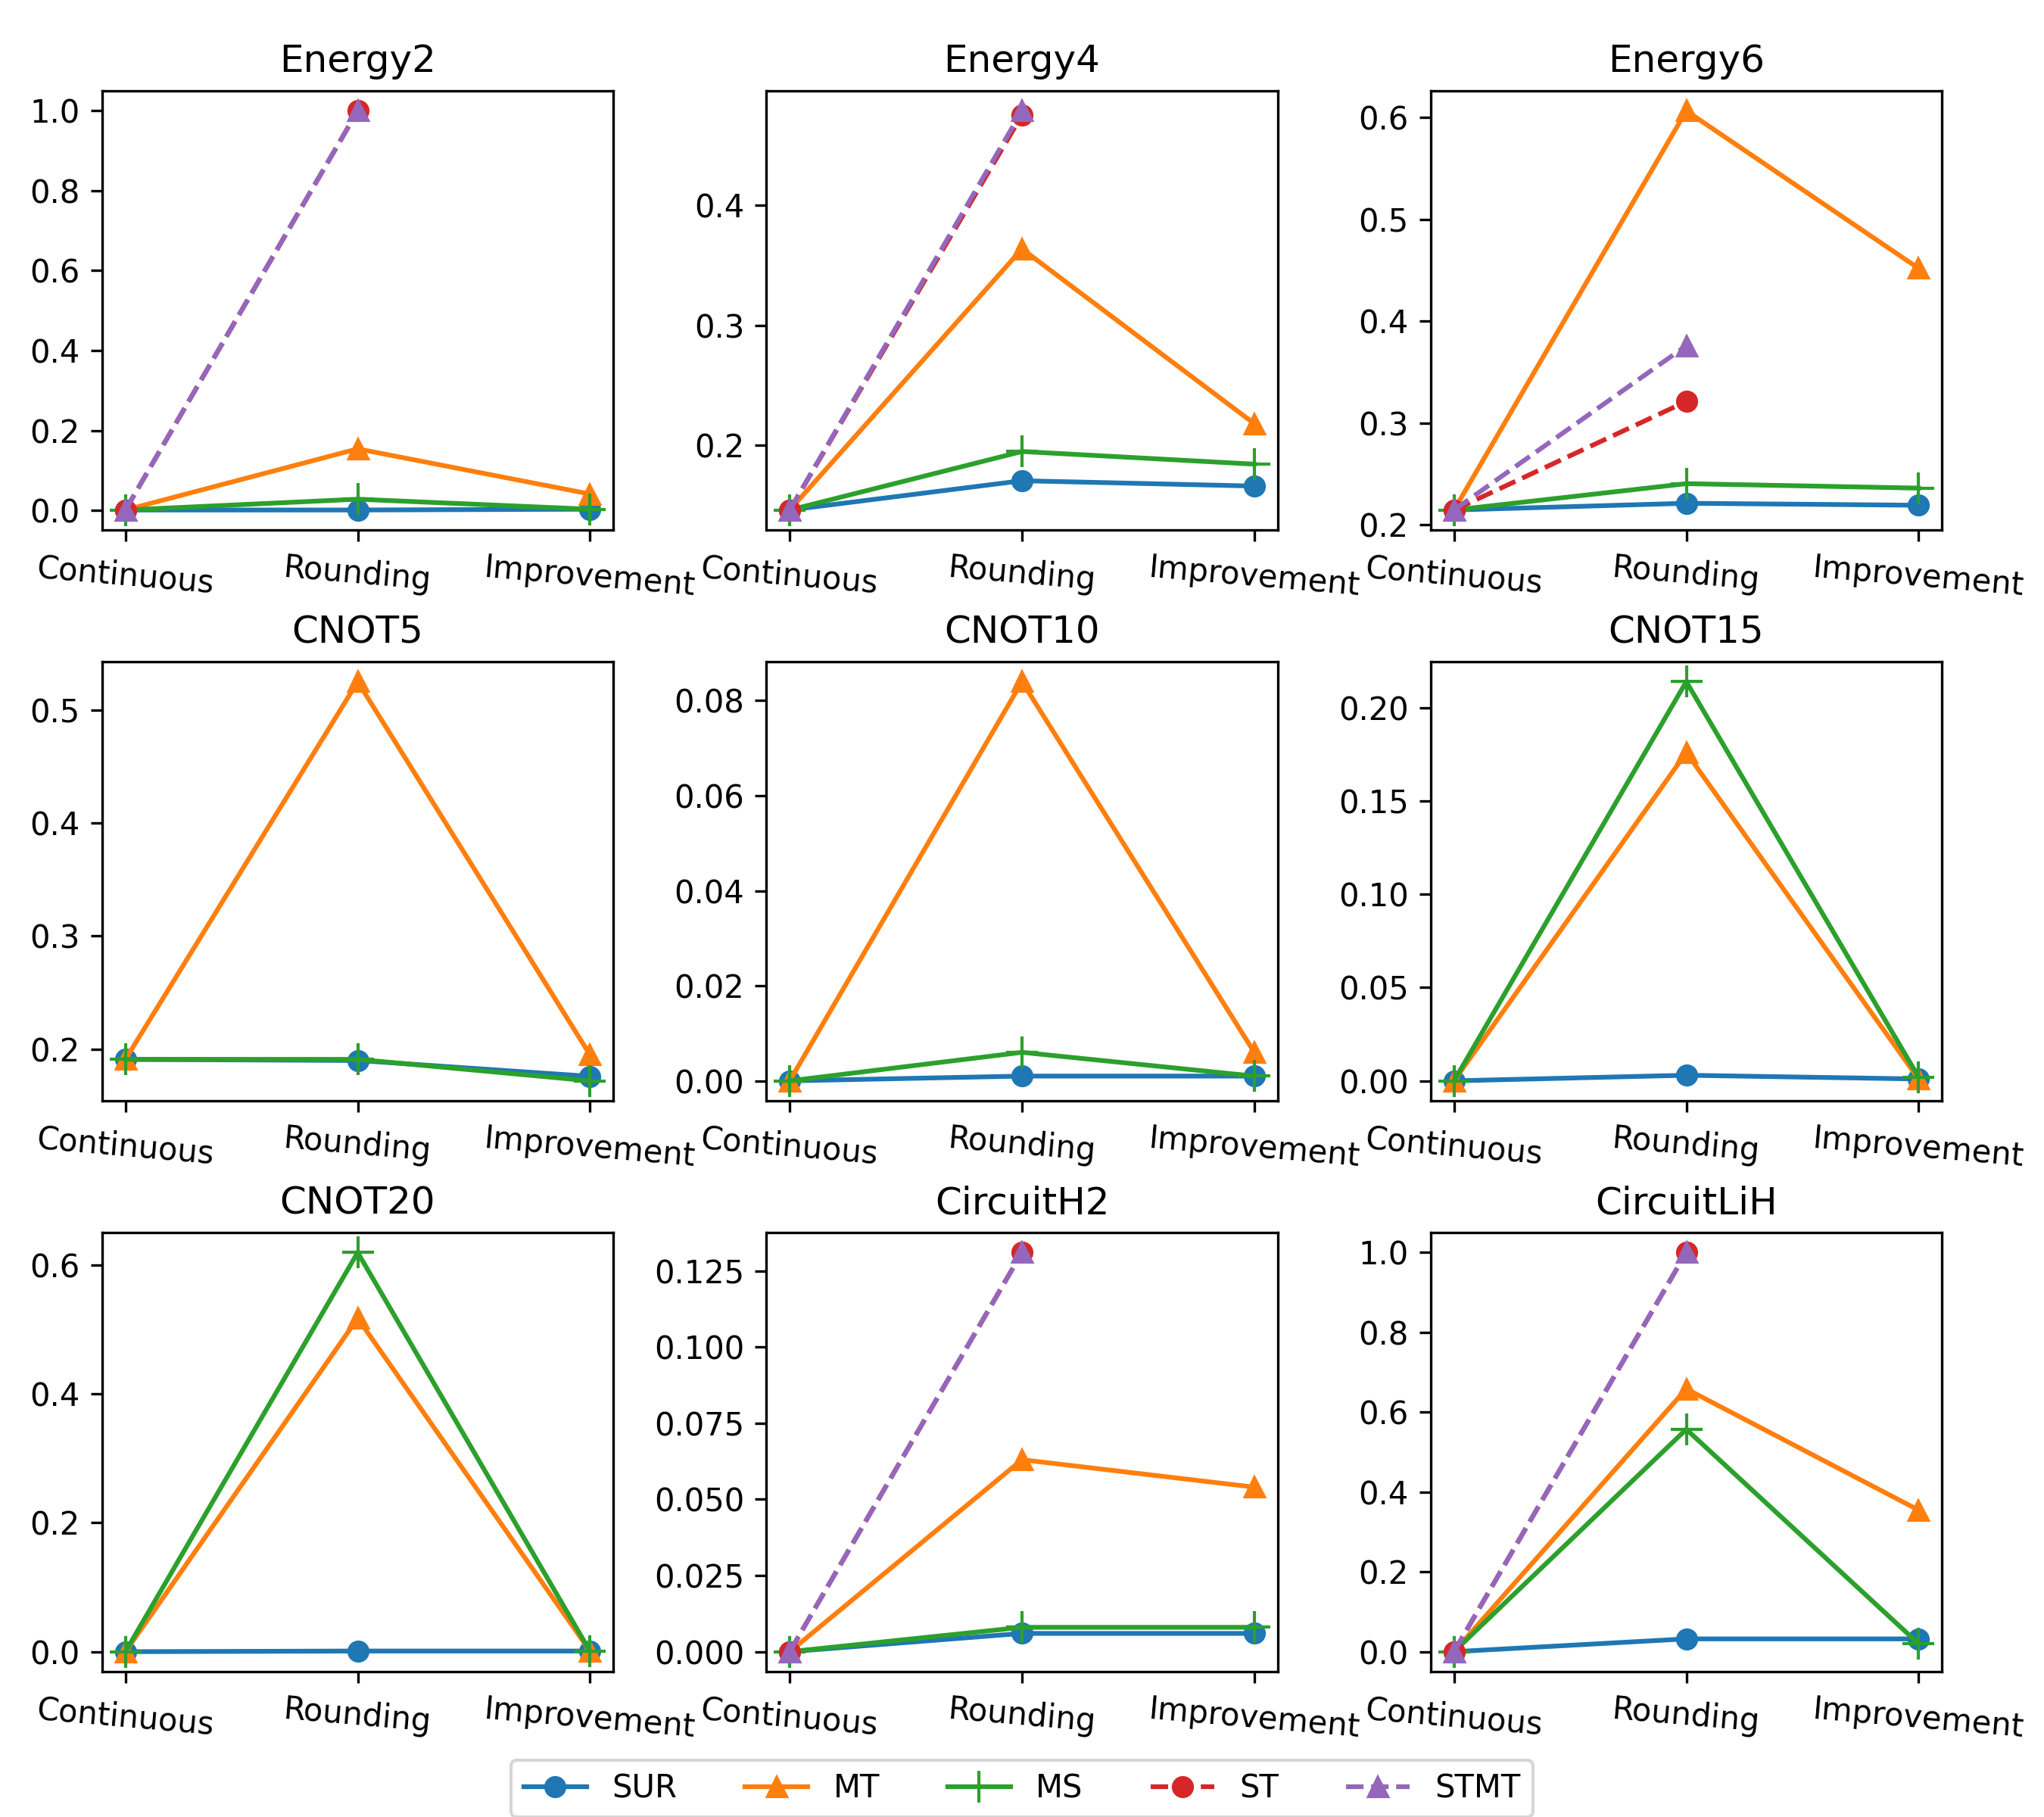 Energy2
Energy4
Energy6
1.0
0.8
0.6
0.4
0.2
0.0
Continuous
Rounding
Improvement
0.4
0.3
0.2
Continuous
Rounding
Improvement
0.6
0.5
0.4
0.3
0.2
Continuous
Rounding
Improvement
CNOT5
CNOT10
CNOT15
0.5
0.4
0.3
0.2
Continuous
Rounding
Improvement
0.08
0.06
0.04
0.02
0.00
Continuous
Rounding
Improvement
0.20
0.15
0.10
0.05
0.00
Continuous
Rounding
Improvement
CNOT20
CircuitH2
CircuitLiH
0.6
0.4
0.2
0.0
Continuous
Rounding
Improvement
0.125
0.100
0.075
0.050
0.025
0.000
Continuous
Rounding
Improvement
1.0
0.8
0.6
0.4
0.2
0.0
Continuous
Rounding
Improvement
SUR MT MS ST STMT